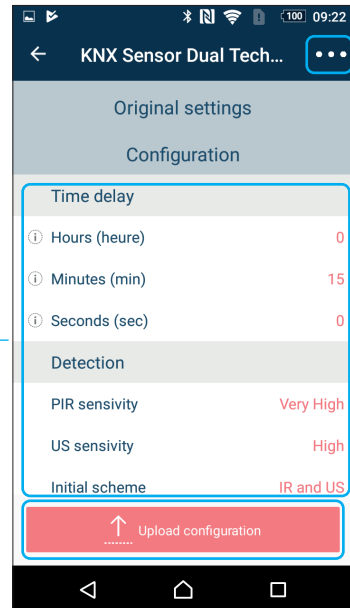 100 09:22
KNX Sensor Dual Tech...
Original settings
Configuration
Time delay
Hours (heure) 0
Minutes (min) 15
Seconds (sec) 0
Detection
PIR sensivity Very High
US sensivity High
Initial scheme IR and US
Upload configuration